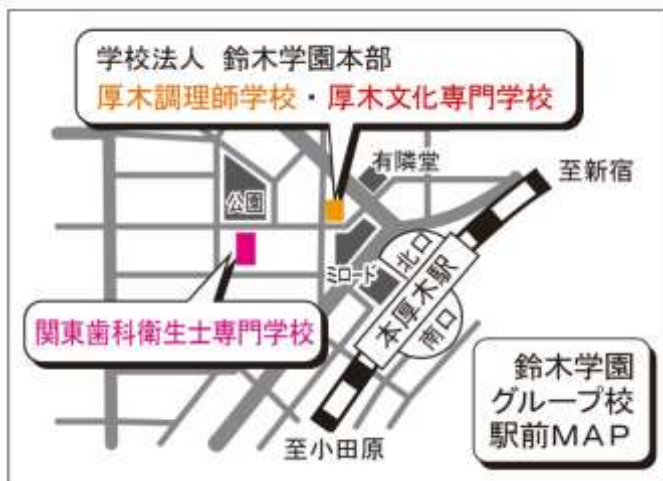 学校法人 鈴木学園本部
厚木調理師学校・厚木文化専門学校
有隣堂
至新宿
公園
北口
ミロード
本厚木駅
南口
関東歯科衛生士専門学校
至小田原
鈴木学園
グループ校
駅前MAP